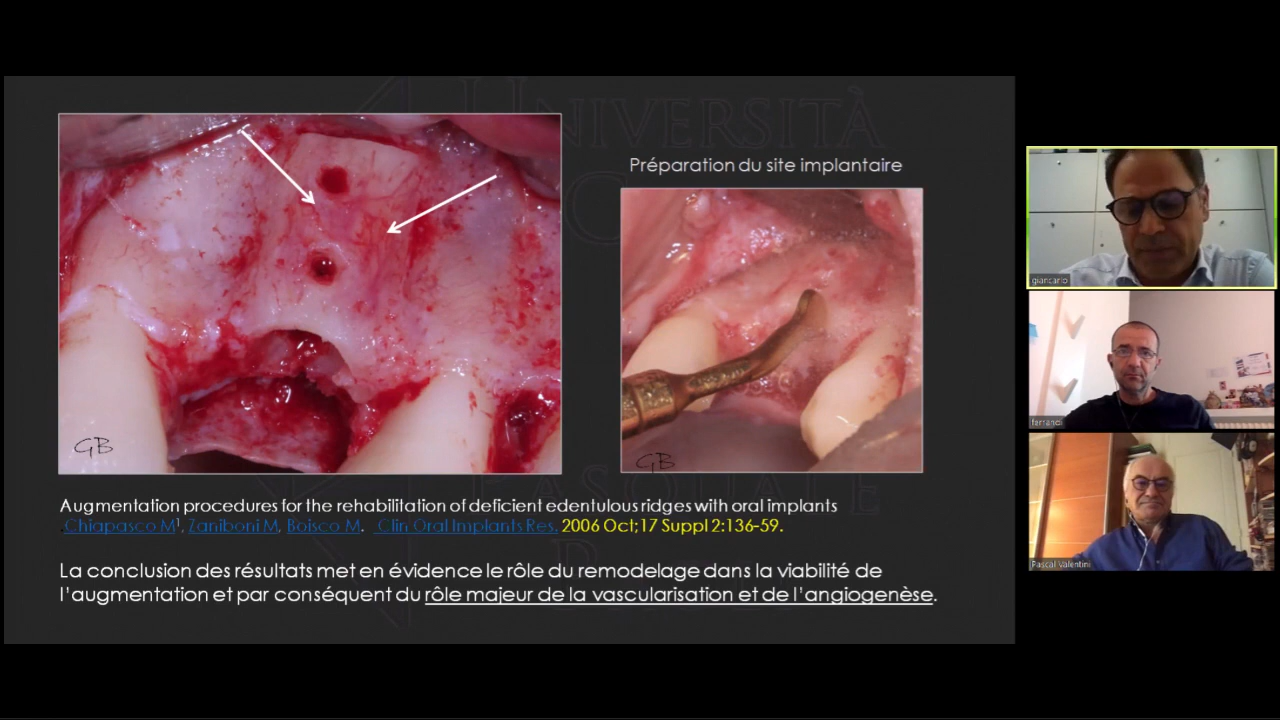 UNIVERSITÀ
Préparation du site implantaire
GB
GB
Augmentation procedures for the rehabilitation of deficient edentulous ridges with oral implants
Chiapasco M¹, Zaniboni M, Boisco M. Clin Oral Implants Res. 2006 Oct;17 Suppl 2:136-59.
La conclusion des résultats met en évidence le rôle du remodelage dans la viabilité de
l'augmentation et par conséquent du rôle majeur de la vascularisation et de l'angiogenèse.
giancarlo
ferrandi
Pascal Valentini